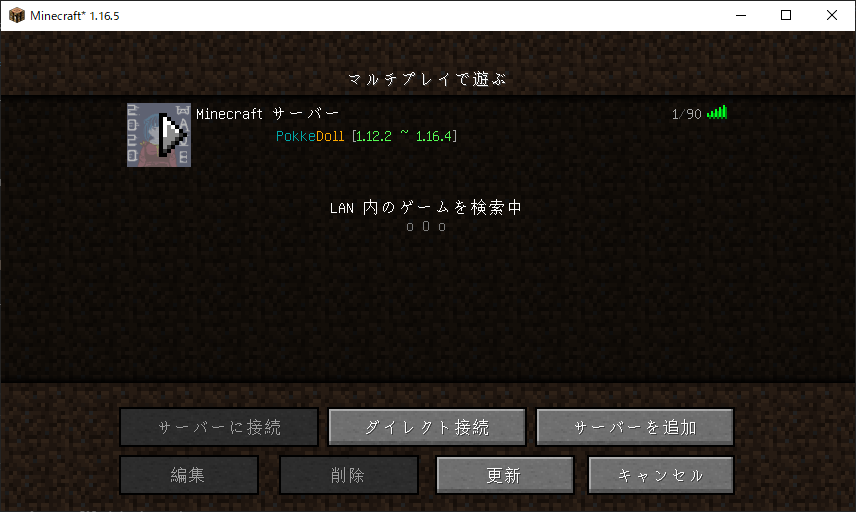 Minecraft* 1.16.5
マルチプレイで遊ぶ
Minecraft サーバー
1/90
PokkeDoll [1.12.2 ~ 1.16.4]
2020
WAVE
LAN 内のゲームを検索中
o O o
サーバーに接続
ダイレクト接続
サーバーを追加
編集
削除
更新
キャンセル